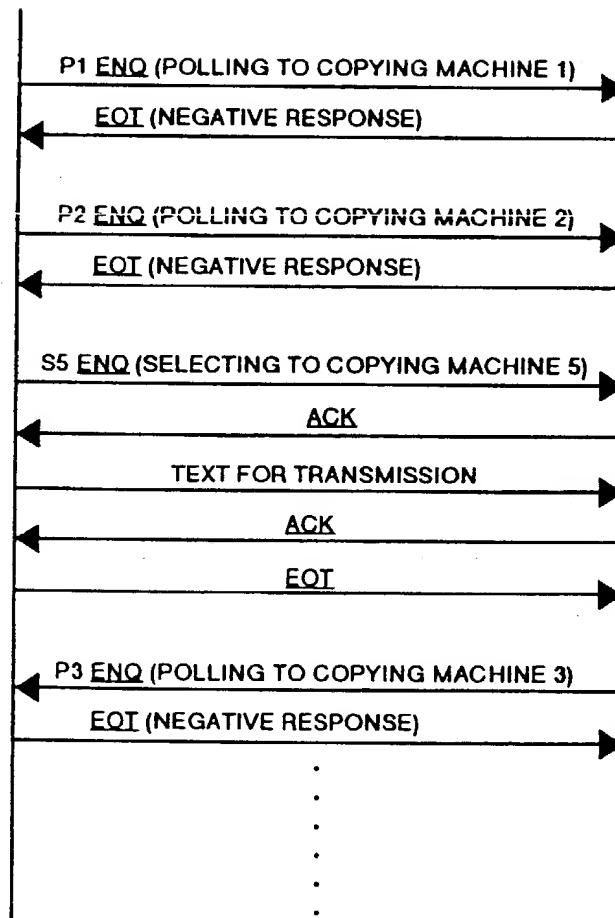 P1 ENQ (POLLING TO COPYING MACHINE 1)
EOT (NEGATIVE RESPONSE)
P2 ENQ (POLLING TO COPYING MACHINE 2)
EOT (NEGATIVE RESPONSE)
S5 ENQ (SELECTING TO COPYING MACHINE 5)
ACK
TEXT FOR TRANSMISSION
ACK
EOT
P3 ENQ (POLLING TO COPYING MACHINE 3)
EOT (NEGATIVE RESPONSE)